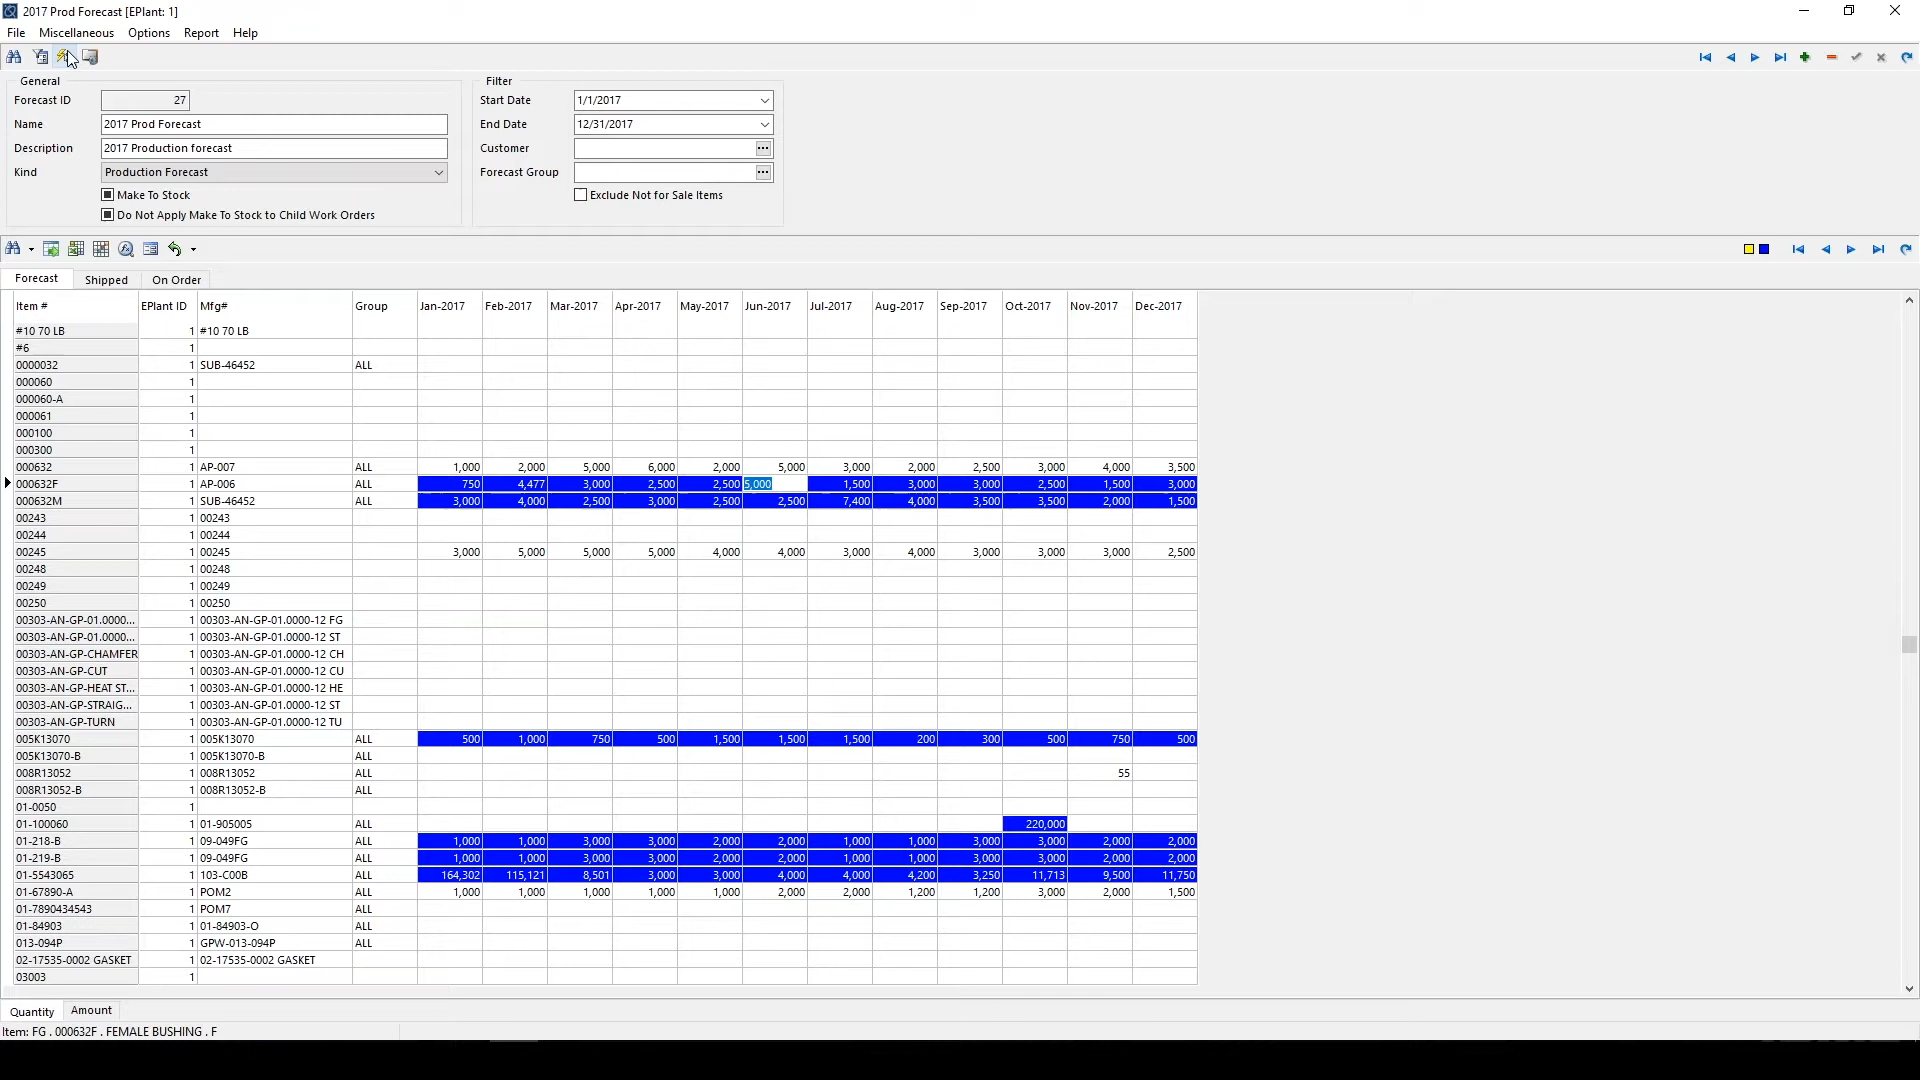 2017 Prod Forecast [EPlant: 1]
File Miscellaneous Options Report Help
General Filter
Forecast ID 27 Start Date 1/1/2017
Name 2017 Prod Forecast End Date 12/31/2017
Description 2017 Production forecast Customer
Kind Production Forecast Forecast Group
Make To Stock Exclude Not for Sale Items
Do Not Apply Make To Stock to Child Work Orders
Forecast Shipped On Order
Item # EPlant ID Mfg# Group Jan-2017 Feb-2017 Mar-2017 Apr-2017 May-2017 Jun-2017 Jul-2017 Aug-2017 Sep-2017 Oct-2017 Nov-2017 Dec-2017
#10 70 LB 1 #10 70 LB
#6 1
0000032 1 SUB-46452 ALL
000060 1
000060-A 1
000061 1
000100 1
000300 1
000632 1 AP-007 ALL 1,000 2,000 5,000 6,000 2,000 5,000 3,000 2,000 2,500 3,000 4,000 3,500
000632F 1 AP-006 ALL 750 4,477 3,000 2,500 2,500 5,000 1,500 3,000 3,000 2,500 1,500 3,000
000632M 1 SUB-46452 ALL 3,000 4,000 2,500 3,000 2,500 2,500 7,400 4,000 3,500 3,500 2,000 1,500
00243 1 00243
00244 1 00244
00245 1 00245 3,000 5,000 5,000 5,000 4,000 4,000 3,000 4,000 3,000 3,000 3,000 2,500
00248 1 00248
00249 1 00249
00250 1 00250
00303-AN-GP-01.0000... 1 00303-AN-GP-01.0000-12 FG
00303-AN-GP-01.0000... 1 00303-AN-GP-01.0000-12 ST
00303-AN-GP-CHAMFER 1 00303-AN-GP-01.0000-12 CH
00303-AN-GP-CUT 1 00303-AN-GP-01.0000-12 CU
00303-AN-GP-HEAT ST... 1 00303-AN-GP-01.0000-12 HE
00303-AN-GP-STRAIG... 1 00303-AN-GP-01.0000-12 ST
00303-AN-GP-TURN 1 00303-AN-GP-01.0000-12 TU
005K13070 1 005K13070 ALL 500 1,000 750 500 1,500 1,500 1,500 200 300 500 750 500
005K13070-B 1 005K13070-B ALL
008R13052 1 008R13052 ALL 55
008R13052-B 1 008R13052-B ALL
01-0050 1
01-100060 1 01-905005 ALL 220,000
01-218-B 1 09-049FG ALL 1,000 1,000 3,000 3,000 2,000 2,000 1,000 1,000 3,000 3,000 2,000 2,000
01-219-B 1 09-049FG ALL 1,000 1,000 3,000 3,000 2,000 2,000 1,000 1,000 3,000 3,000 2,000 2,000
01-5543065 1 103-C00B ALL 164,302 115,121 8,501 3,000 3,000 4,000 4,000 4,200 3,250 11,713 9,500 11,750
01-67890-A 1 POM2 ALL 1,000 1,000 1,000 1,000 1,000 2,000 2,000 1,200 1,200 3,000 2,000 1,500
01-7890434543 1 POM7 ALL
01-84903 1 01-84903-O ALL
013-094P 1 GPW-013-094P ALL
02-17535-0002 GASKET 1 02-17535-0002 GASKET
03003 1
Quantity Amount
Item: FG . 000632F . FEMALE BUSHING . F